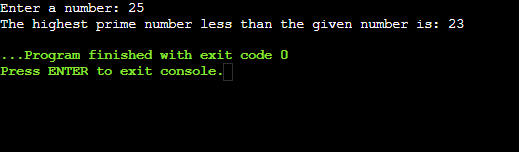 Enter a number: 25
The highest prime number less than the given number is: 23
...Program finished with exit code 0
Press ENTER to exit console.